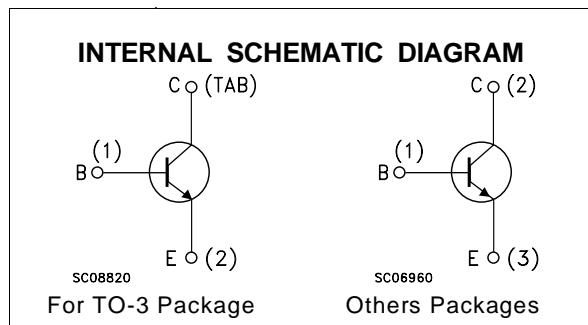 INTERNAL SCHEMATIC DIAGRAM
C (TAB)
C (2)
(1)
B
(1)
B
E (2)
E (3)
SC08820
SC06960
For TO-3 Package
Others Packages